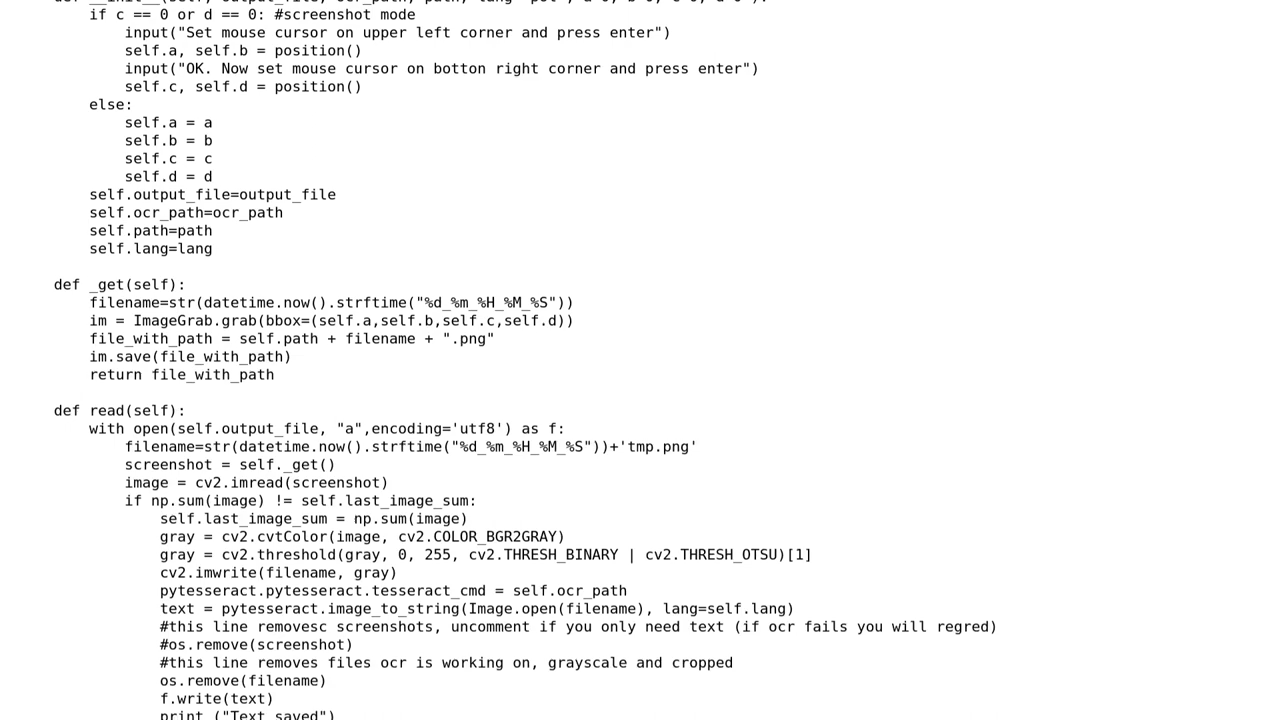 if c == 0 or d == 0: #screenshot mode
input("Set mouse cursor on upper left corner and press enter")
self.a, self.b = position()
input("OK. Now set mouse cursor on botton right corner and press enter")
self.c, self.d = position()
else:
self.a = a
self.b = b
self.c = c
self.d = d
self.output_file=output_file
self.ocr_path=ocr_path
self.path=path
self.lang=lang
def _get(self):
filename=str(datetime.now().strftime("%d_%m_%H_%M_%S"))
im = ImageGrab.grab(bbox=(self.a,self.b,self.c,self.d))
file_with_path = self.path + filename + ".png"
im.save(file_with_path)
return file_with_path
def read(self):
with open(self.output_file, "a",encoding='utf8') as f:
filename=str(datetime.now().strftime("%d_%m_%H_%M_%S"))+'tmp.png'
screenshot = self._get()
image = cv2.imread(screenshot)
if np.sum(image) != self.last_image_sum:
self.last_image_sum = np.sum(image)
gray = cv2.cvtColor(image, cv2.COLOR_BGR2GRAY)
gray = cv2.threshold(gray, 0, 255, cv2.THRESH_BINARY | cv2.THRESH_OTSU)[1]
cv2.imwrite(filename, gray)
pytesseract.pytesseract.tesseract_cmd = self.ocr_path
text = pytesseract.image_to_string(Image.open(filename), lang=self.lang)
#this line removesc screenshots, uncomment if you only need text (if ocr fails you will regred)
#os.remove(screenshot)
#this line removes files ocr is working on, grayscale and cropped
os.remove(filename)
f.write(text)
print ("Text saved")